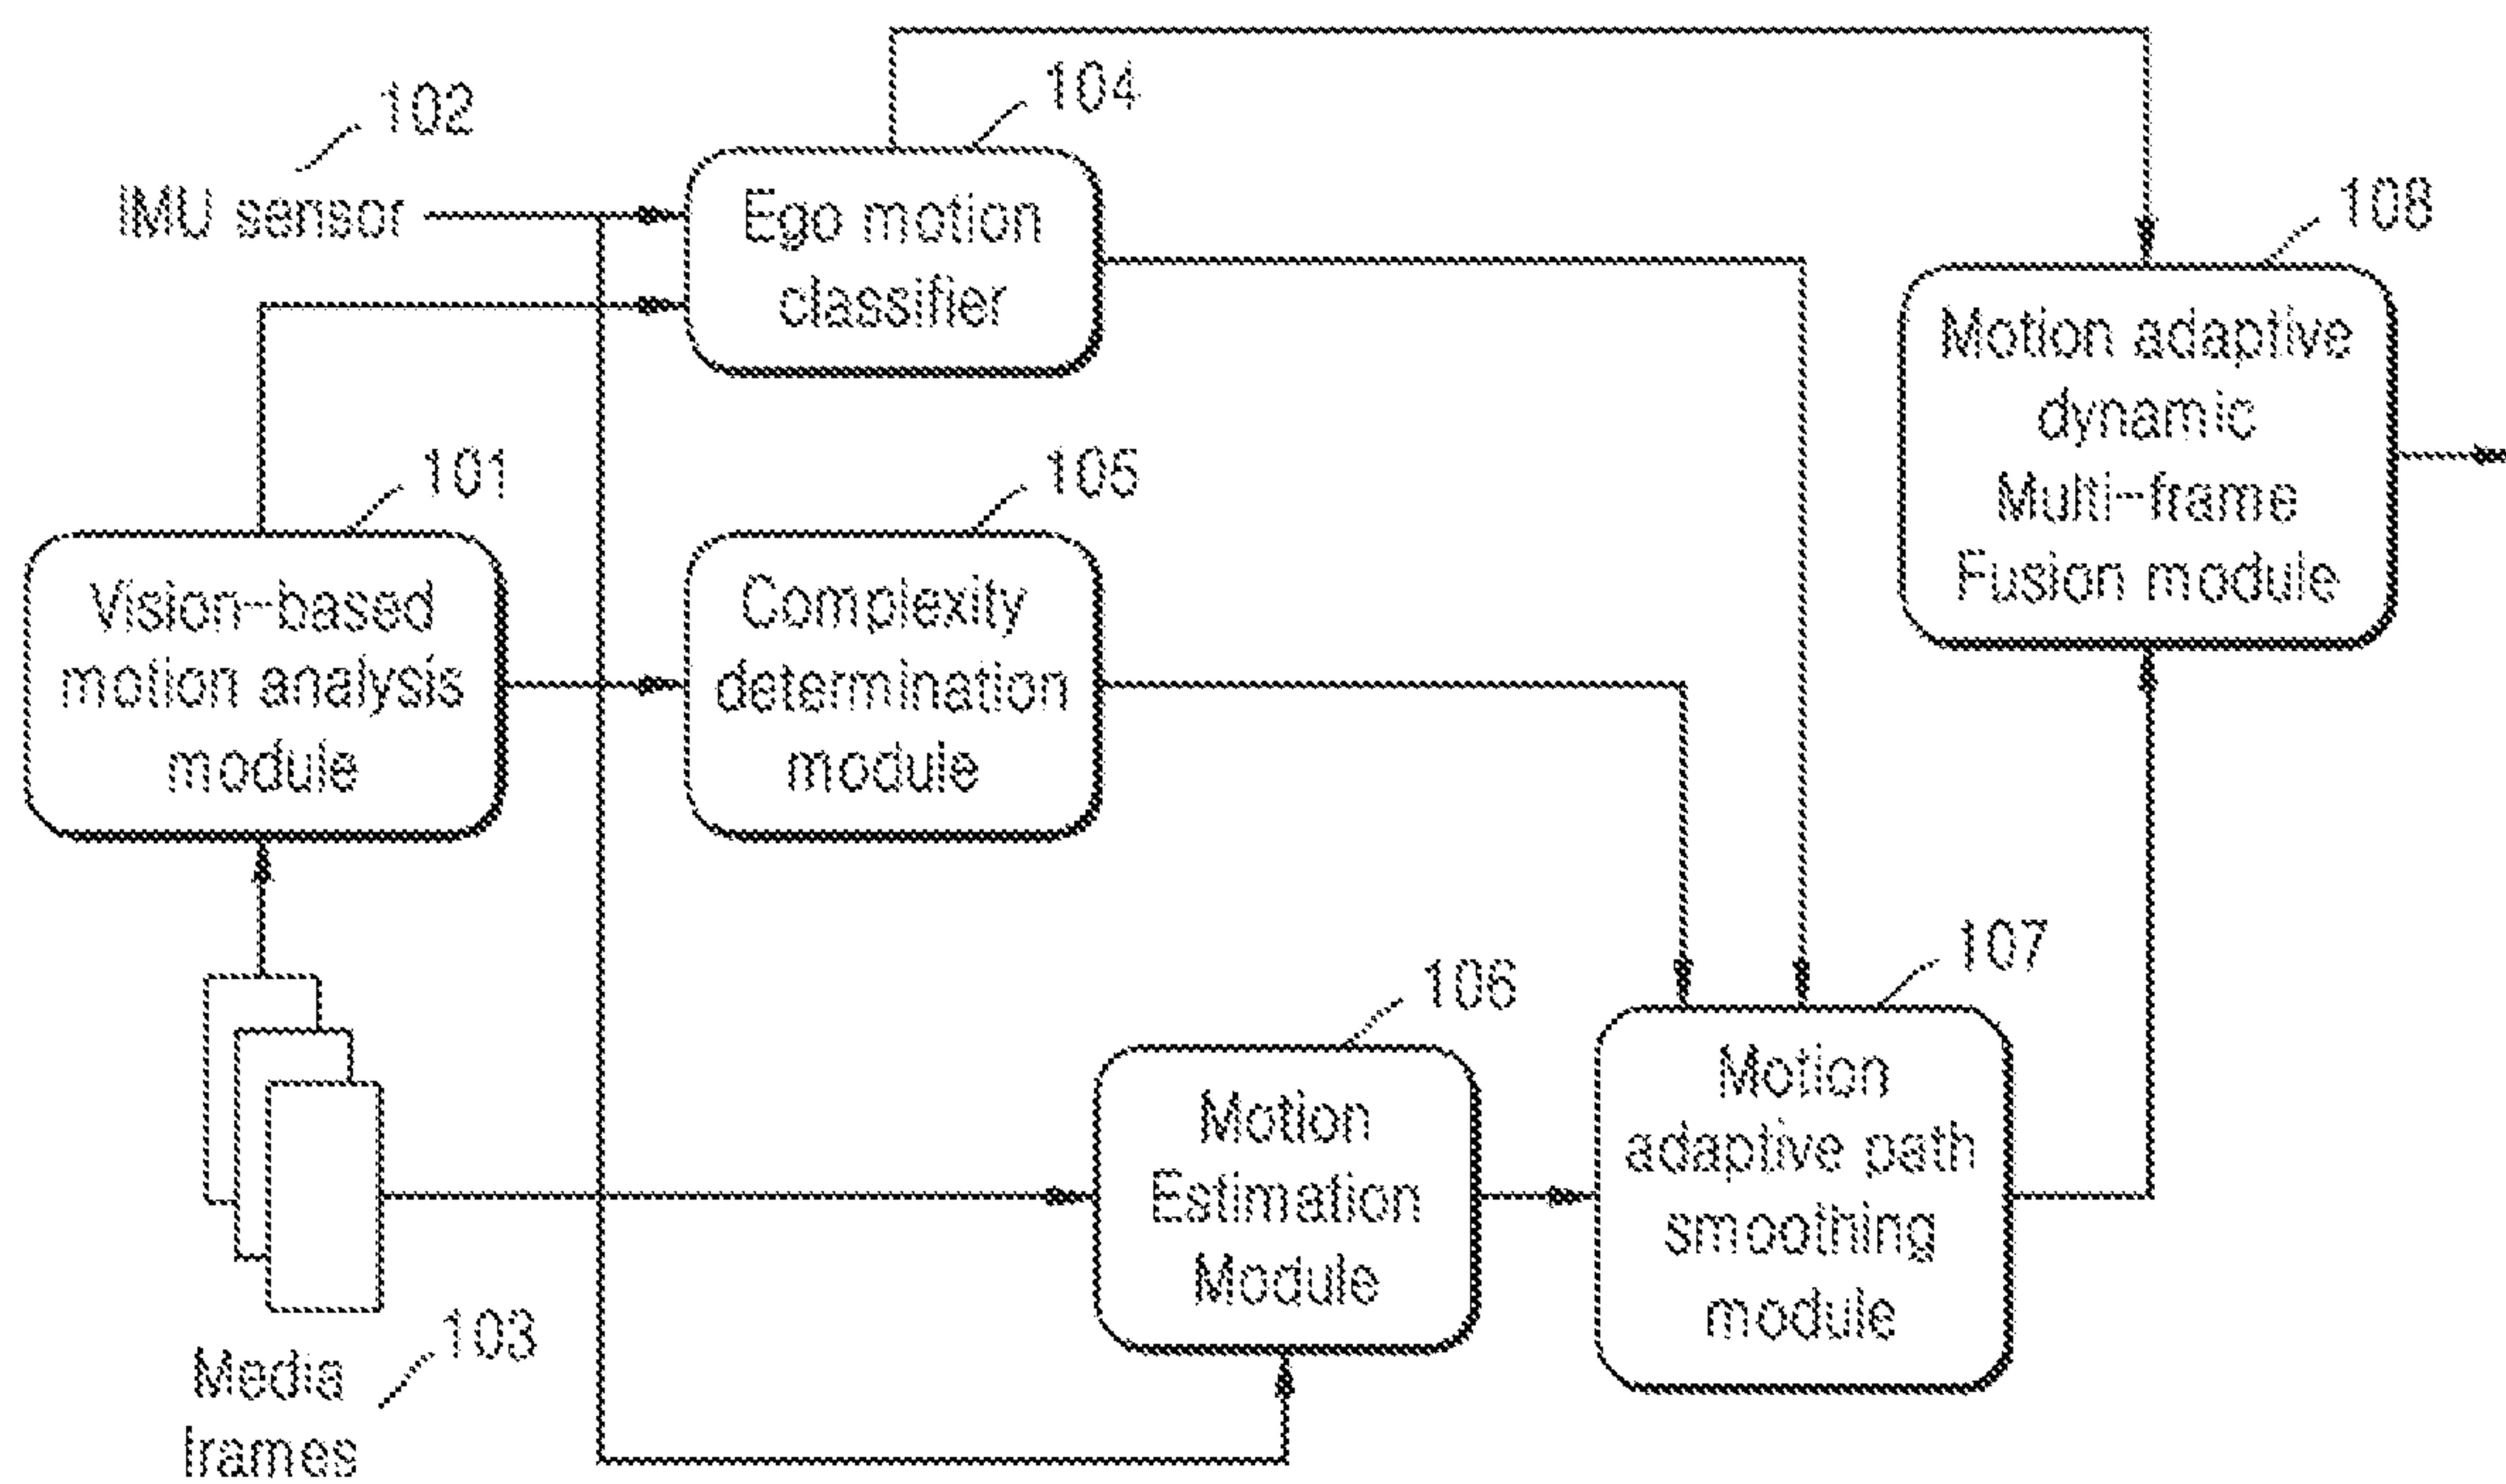 102
IMU sensor
104
Ego motion
classifier
108
Motion adaptive
dynamic
Multi-frame
Fusion module
101
Vision-based
motion analysis
module
105
Complexity
determination
module
103
Media
frames
106
Motion
Estimation
Module
107
Motion
adaptive path
smoothing
module